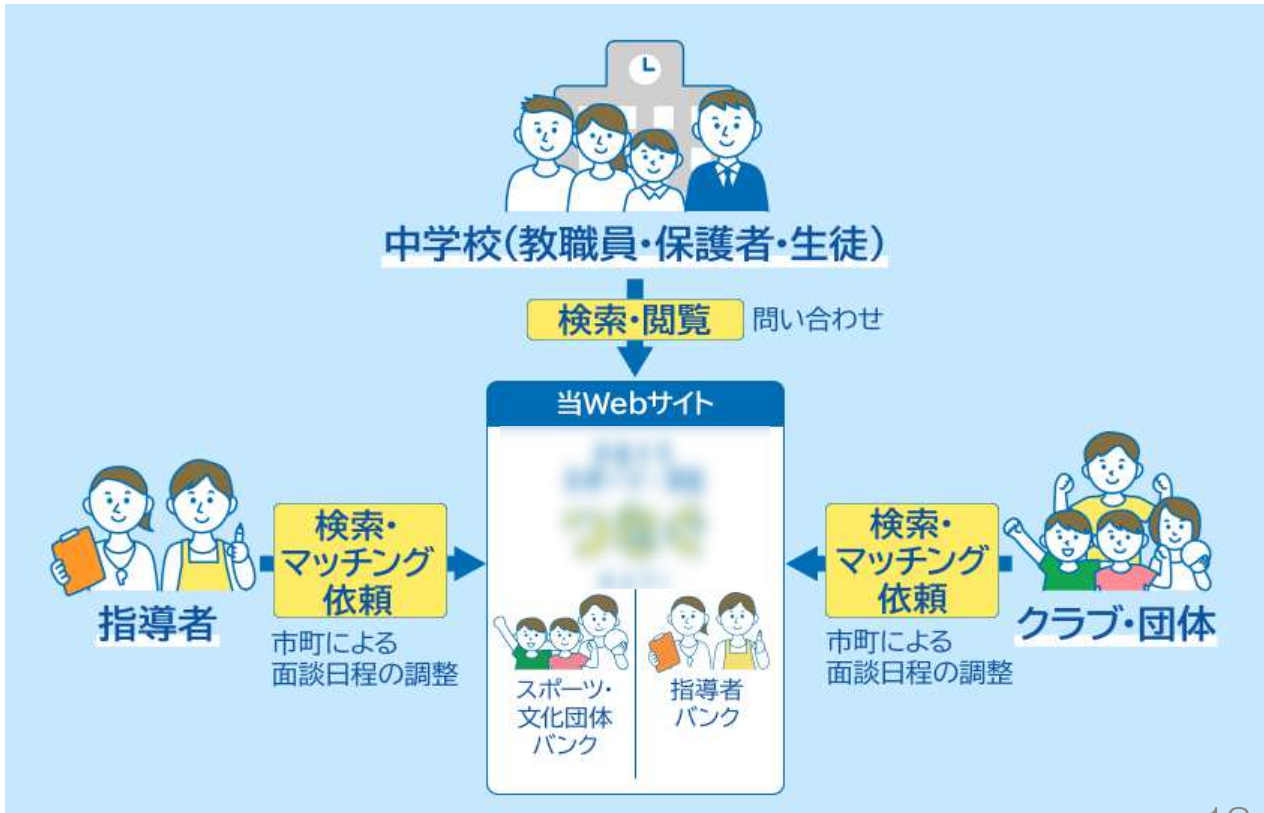 中学校(教職員・保護者・生徒)
検索・閲覧
問い合わせ
当Webサイト
検索・
マッチング
依頼
指導者
市町による
面談日程の調整
スポーツ・
文化団体
バンク
指導者
バンク
検索・
マッチング
依頼
クラブ・団体
市町による
面談日程の調整